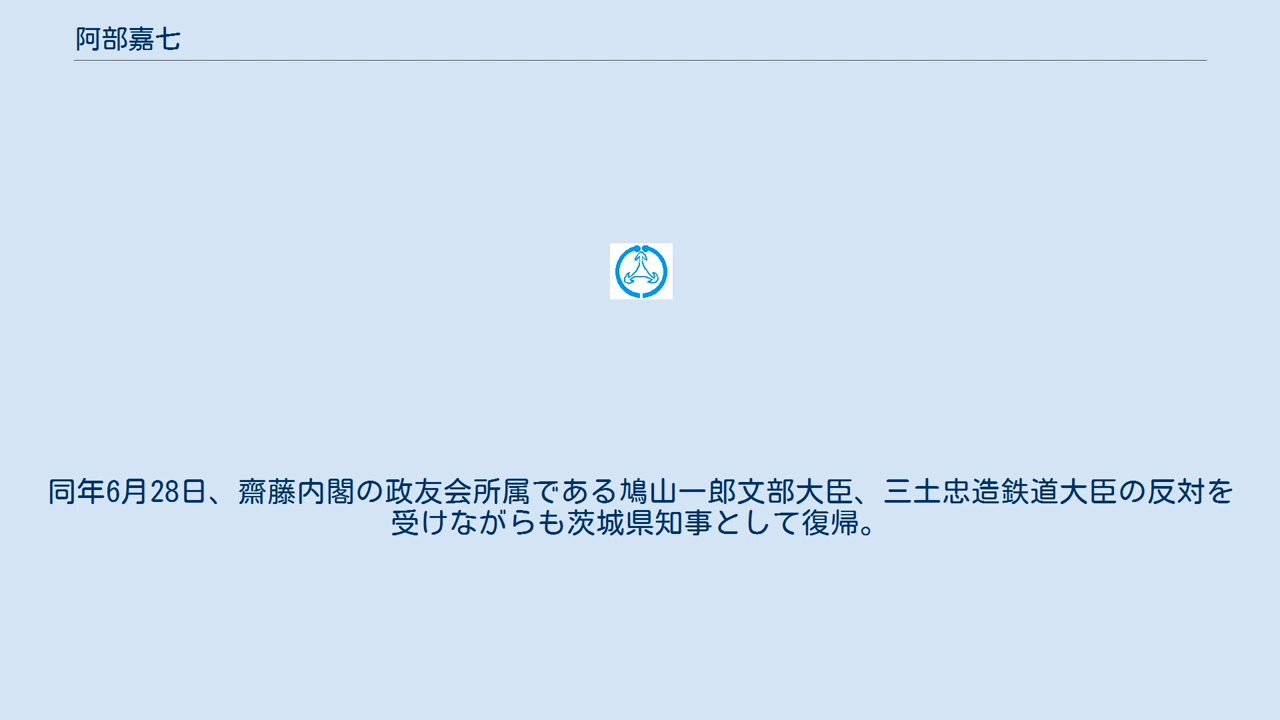 阿部嘉七
同年6月28日、齋藤内閣の政友会所属である鳩山一郎文部大臣、三土忠造鉄道大臣の反対を
受けながらも茨城県知事として復帰。